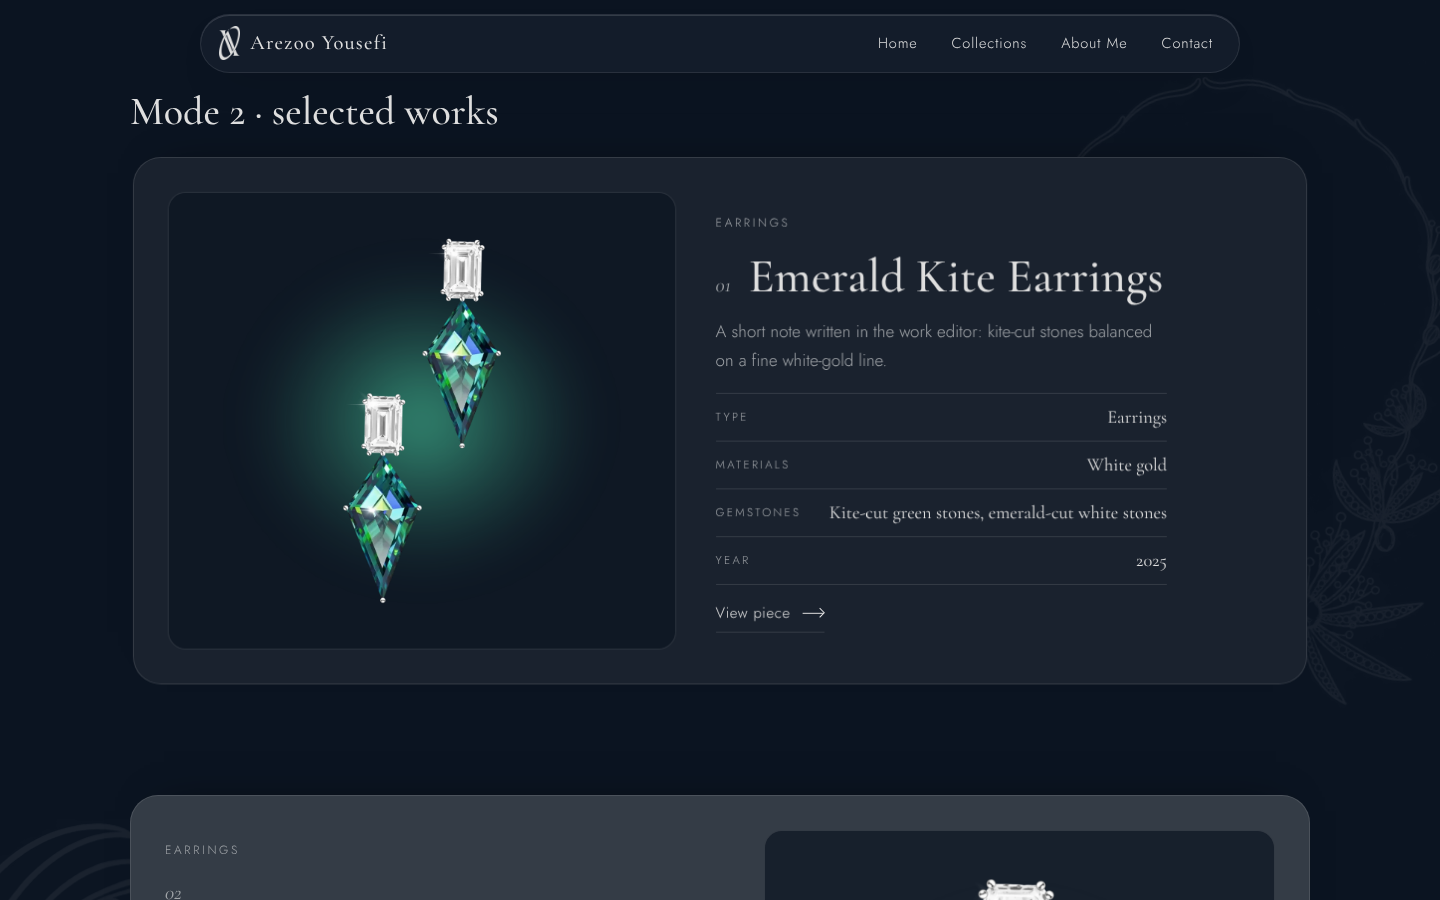 Arezoo Yousefi
Home Collections About Me Contact
Mode 2 · selected works
EARRINGS
01 Emerald Kite Earrings
A short note written in the work editor: kite-cut stones balanced
on a fine white-gold line.
TYPE Earrings
MATERIALS White gold
GEMSTONES Kite-cut green stones, emerald-cut white stones
YEAR 2025
View piece
EARRINGS
02